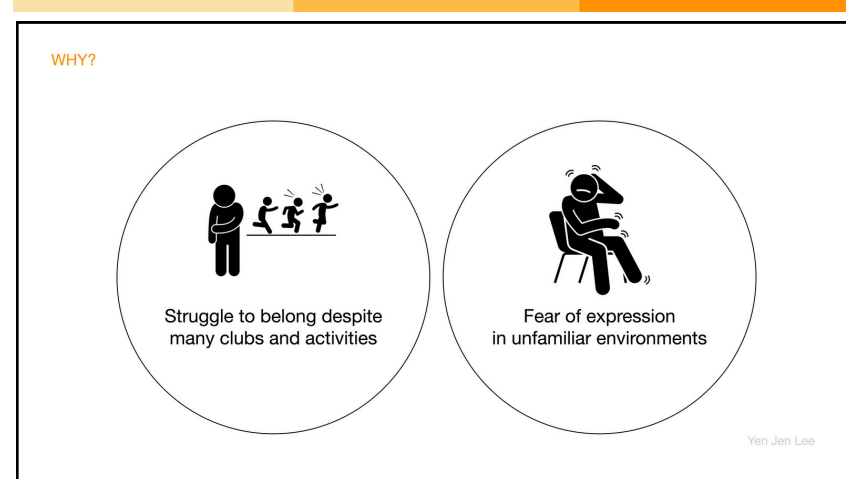 WHY?
Struggle to belong despite
many clubs and activities
Fear of expression
in unfamiliar environments
Yen Jen Lee